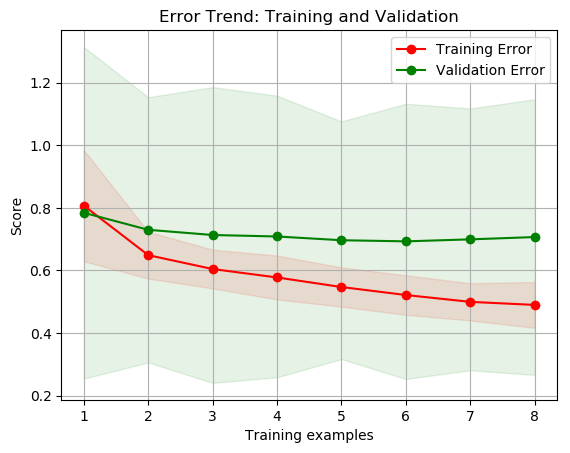 Error Trend: Training and Validation
Training Error
Validation Error
Score
1.2
1.0
0.8
0.6
0.4
0.2
1 2 3 4 5 6 7 8
Training examples